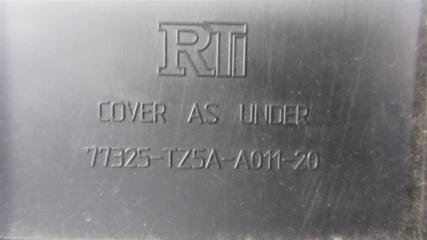 RTI
COVER AS UNDER
77325-TZ5A-A011-20